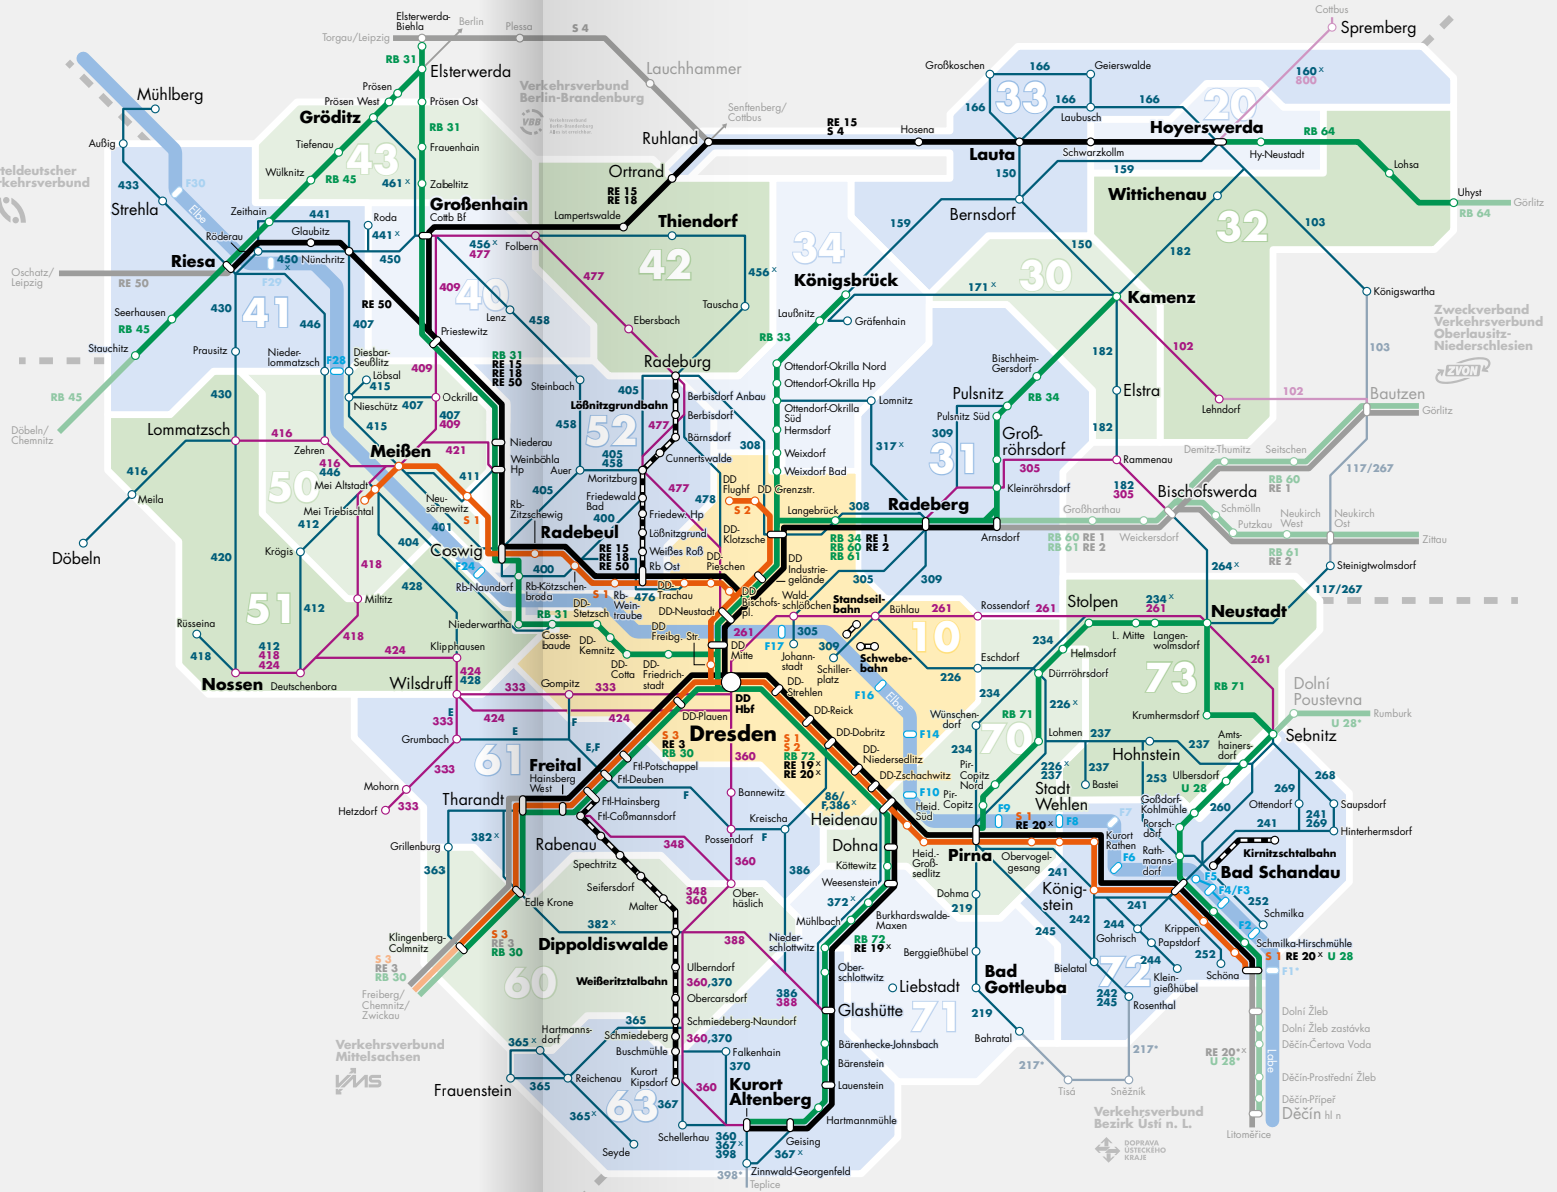 Elsterwerda-
Biehla
Berlin
Torgau/Leipzig
Plessa
S 4
Cottbus
Spremberg
RB 31
Elsterwerda
Lauchhammer
Verkehrsverbund
Berlin-Brandenburg
VBB
Senftenberg/
Cottbus
Großkoschen
166
Geierswalde
160 x
800
33
20
166
166
166
Laubusch
Mühlberg
Prösen
Prösen West
Prösen Ost
Gröditz
RB 31
Tiefenau
43
Frauenhain
Wülknitz
RB 45
461 x
Zabeltitz
Außig
433
F30
Elbe
Strehla
teldeutscher
rkehrsverbund
Ruhland
RE 15
S 4
Hosena
Lauta
Schwarzkollm
Hoyerswerda
RB 64
Hy-Neustadt
Lohsa
Uhyst
RB 64
Görlitz
Ortrand
RE 15
RE 18
150
159
Wittichenau
Bernsdorf
32
103
Großenhain
Cottb Bf
Lampertswalde
Thiendorf
Zeithain
441
Roda
441 x
Röderau
Glaubitz
Nünchritz
450
x
450
Riesa
F29
456 x
477
Folbern
42
34
159
150
182
30
Oschatz/
Leipzig
RE 50
41
430
446
407
RE 50
409
40
Lenz
458
477
Ebersbach
456 x
Tauscha
Königsbrück
171 x
Kamenz
Königswartha
Laußnitz
Gräfenhain
RB 33
Zweckverband
Verkehrsverbund
Oberlausitz-
Niederschlesien
ZVON
Seerhausen
RB 45
Stauchitz
Prausitz
Nieder-
lommatzsch
F28
Diesbar-
Seußlitz
Löbsal
415
Nieschütz
407
Priestewitz
409
Ockrilla
RB 31
RE 15
RE 18
RE 50
Steinbach
Radeburg
405
Berbisdorf Anbau
Lößnitzgrundbahn
Berbisdorf
477
Bärnsdorf
52
458
308
Ottendorf-Okrilla Nord
Ottendorf-Okrilla Hp
Ottendorf-Okrilla
Süd
Lomnitz
Hermsdorf
317 x
Bischheim-
Gersdorf
182
102
103
Pulsnitz
RB 34
Elstra
Pulsnitz Süd
309
Groß-
röhrsdorf
31
182
Lehndorf
102
Bautzen
Görlitz
RB 45
Döbeln/
Chemnitz
430
415
407
409
Lommatzsch
416
Zehren
Meißen
421
Niederau
Weinböhla
Hp
416
446
Mei Altstadt
411
Mei Triebischtal
Neu-
sörnewitz
401
S 1
Rb-
Zitzschewig
405
458
Auer
405
458
Moritzburg
Cunnertswalde
Friedewald
Bad
400
Friedew Hp
477
478
Lößnitzgrund
Weißes Roß
Rb Ost
Weixdorf
Weixdorf Bad
DD
Flughf
DD Grenzstr.
S 2
DD-
Klotzsche
Langebrück
308
RB 34
RE 1
RB 60
RE 2
RB 61
Radeberg
305
Kleinröhrsdorf
Rammenau
182
305
Demitz-Thumitz
Seitschen
RB 60
RE 1
117/267
Bischofswerda
Arnsdorf
Großharthau
RB 60 RE 1
RB 61 RE 2
Weickersdorf
Schmölln
Putzkau
Neukirch
West
RB 61
RE 2
Neukirch
Ost
Zittau
Steinigtwolmsdorf
117/267
264 x
416
Meila
50
412
404
Döbeln
420
Krögis
418
Coswig
Radebeul
RE 15
RE 18
RE 50
428
F24
Rb-Naundorf
400
Rb-Kötzschen-
broda
S 1
Rb-
Wein-
traube
476
DD-
Trachau
DD-
Pieschen
DD
Industrie-
gelände
DD
Bischofs-
pl.
305
309
Wald-
schlößchen
Standseil-
bahn
Bühlau
261
Rossendorf
261
51
412
Miltitz
418
Niederwartha
RB 31
Cosse-
baude
DD-
Stetzsch
DD-
Kemnitz
DD-
Cotta
DD-
Friedrich-
stadt
DD-Neustadt
DD
Freibg. Str.
261
DD
Mitte
F17
305
Johann-
stadt
309
Schiller-
platz
Schwebe-
bahn
10
226
Eschdorf
Stolpen
234 x
261
Neustadt
234
L. Mitte
Langen-
wolmsdorf
Helmsdorf
Dürrröhrsdorf
73
RB 71
261
Dolní
Poustevna
Rumburk
U 28*
Rüsseina
418
412
418
424
Nossen
Deutschenbora
424
Klipphausen
424
428
Wilsdruff
333
Gompitz
333
424
424
E
333
Grumbach
E
F
E,F
333
DD-Plauen
DD
Hbf
Dresden
DD-
Strehlen
F16
Elbe
DD-Reick
F14
DD-Dobritz
DD-
Niedersedlitz
DD-Zschachwitz
F10
234
Wünschen-
dorf
226 x
RB 71
70
234
Lohmen
226 x
237
237
237
Bastei
Hohnstein
237
253
Krumhermsdorf
Sebnitz
Amts-
hainers-
dorf
Ulbersdorf
U 28
268
S 3
RE 3
RB 30
S 1
S 2
RB 72
RE 19 x
RE 20 x
61
Freital
Hainsberg
West
Ftl-Potschappel
Ftl-Deuben
360
F
Bannewitz
86/
F,386 x
Heidenau
Heid.
Süd
Pir-
Copitz
Nord
Pir-
Copitz
F9
S 1
RE 20 x
F8
Stadt
Wehlen
F7
Goßdorf-
Kohlmühle
260
269
Ottendorf
Saupsdorf
241
241
269
Hinterhermsdorf
Mohorn
333
Hetzdorf
Tharandt
Ftl-Hainsberg
Ftl-Coßmannsdorf
Kreischa
F
Possendorf
Dohna
Pirna
Heid.-
Groß-
sedlitz
Obervogel-
gesang
241
Kurort
Rathen
F6
Porsch-
dorf
Rath-
manns-
dorf
Kirnitzschtalbahn
Bad Schandau
382 x
Grillenburg
363
Rabenau
348
360
Spechtritz
Seifersdorf
Malter
348
360
Ober-
häslich
386
Köttewitz
Weesenstein
372 x
Dohma
219
König-
stein
241
F5
F4/F3
252
Schmilka
Edle Krone
382 x
Klingenberg-
Colmnitz
S 3
RE 3
RB 30
S 3
RE 3
RB 30
Freiberg/
Chemnitz/
Zwickau
60
Dippoldiswalde
388
Nieder-
schlottwitz
Mühlbach
Burkhardswalde-
Maxen
RB 72
RE 19 x
Berggießhübel
245
242
244
Gohrisch
Papstdorf
Krippen
252
F2
Schmilka-Hirschmühle
S 1 RE 20 x U 28
F1*
Schöna
Ulberndorf
Weißeritztalbahn
360,370
Obercarsdorf
Ober-
schlottwitz
386
388
Glashütte
Liebstadt
Bad
Gottleuba
Bielatal
72
244
Klein-
gießhübel
242
245
Rosenthal
71
219
Bahratal
Verkehrsverbund
Mittelsachsen
VMS
Hartmanns-
dorf
365 x
365
Schmiedeberg-Naundorf
Schmiedeberg
360,370
Buschmühle
Falkenhain
370
Kurort
Kipsdorf
Reichenau
365
Frauenstein
365 x
63
367
360
Kurort
Altenberg
Schellerhau
Seyde
360
367 x
398
Geising
367 x
Zinnwald-Georgenfeld
398*
Teplice
Bärenhecke-Johnsbach
Bärenstein
Lauenstein
Hartmannmühle
217*
217*
Tisá
Sněžník
Verkehrsverbund
Bezirk Ústí n. L.
DOPRAVA
ÚSTECKÉHO
KRAJE
Dolní Žleb
Dolní Žleb zastávka
Děčín-Čertova Voda
RE 20* x
U 28*
Labe
Děčín-Prostřední Žleb
Děčín-Přípeř
Děčín hl n
Litoměřice